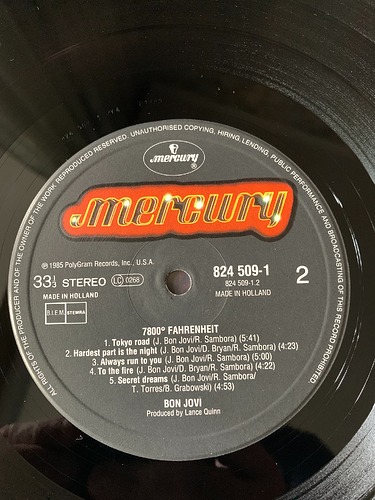 ALL RIGHTS OF THE PRODUCER AND OF THE OWNER OF THE WORK REPRODUCED RESERVED. UNAUTHORISED COPYING, HIRING, LENDING, PUBLIC PERFORMANCE AND BROADCASTING OF THIS RECORD PROHIBITED
mercury®
mercury
℗ 1985 PolyGram Records, Inc., U.S.A.
33⅓ STEREO LC 0268
MADE IN HOLLAND
B.I.E.M. STEMRA
824 509-1
824 509-1.2
MADE IN HOLLAND
2
7800° FAHRENHEIT
1. Tokyo road (J. Bon Jovi/R. Sambora) (5:41)
2. Hardest part is the night (J. Bon Jovi/D. Bryan/R. Sambora) (4:23)
3. Always run to you (J. Bon Jovi/R. Sambora) (5:00)
4. To the fire (J. Bon Jovi/D. Bryan/R. Sambora) (4:22)
5. Secret dreams (J. Bon Jovi/R. Sambora/
T. Torres/B. Grabowski) (4:53)
BON JOVI
Produced by Lance Quinn